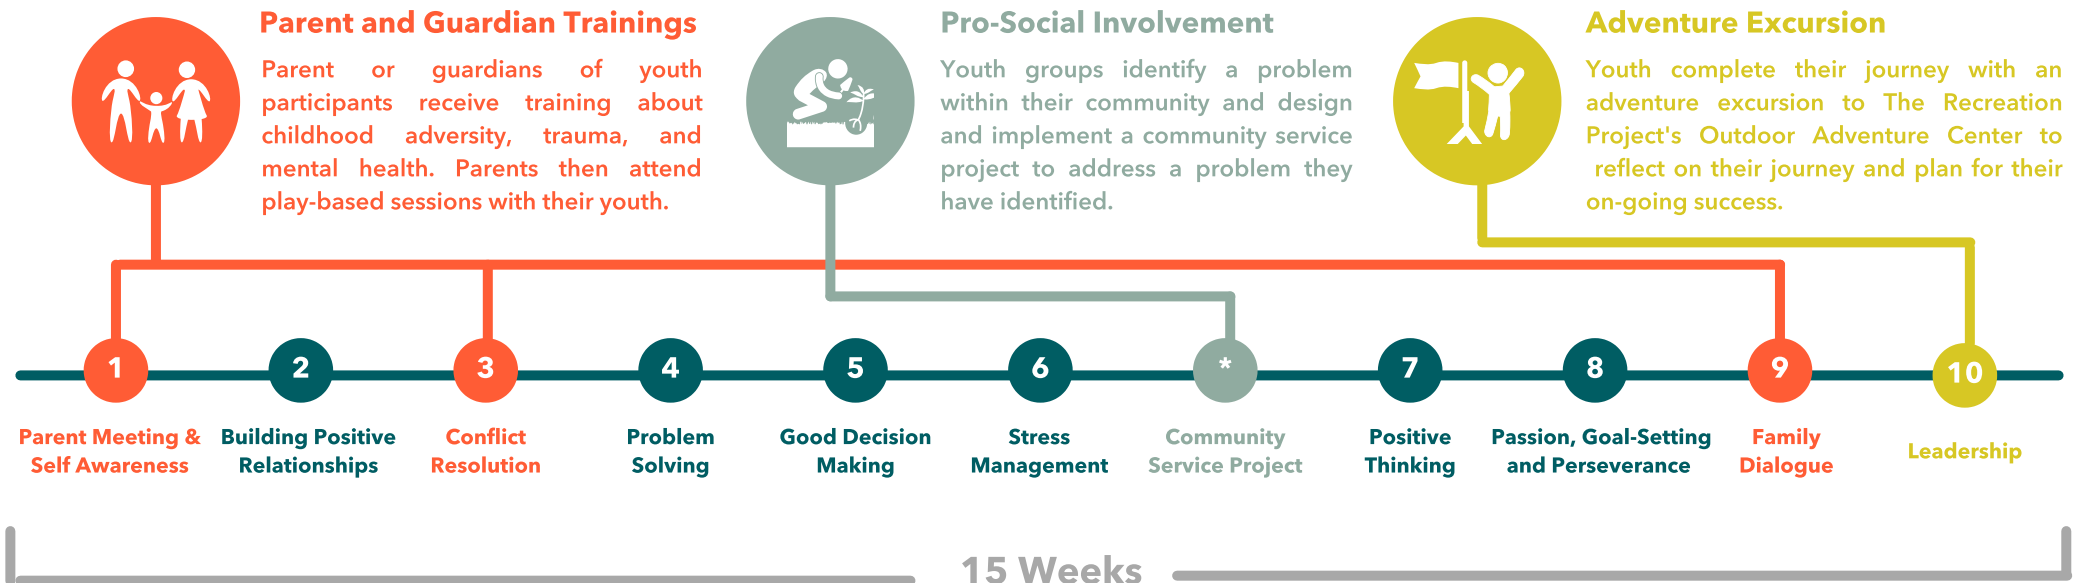 Parent and Guardian Trainings
Parent or guardians of youth
participants receive training about
childhood adversity, trauma, and
mental health. Parents then attend
play-based sessions with their youth.
Pro-Social Involvement
Youth groups identify a problem
within their community and design
and implement a community service
project to address a problem they
have identified.
Adventure Excursion
Youth complete their journey with an
adventure excursion to The Recreation
Project's Outdoor Adventure Center to
reflect on their journey and plan for their
on-going success.
1
2
3
4
5
6
*
7
8
9
10
Parent Meeting &
Self Awareness
Building Positive
Relationships
Conflict
Resolution
Problem
Solving
Good Decision
Making
Stress
Management
Community
Service Project
Positive
Thinking
Passion, Goal-Setting
and Perseverance
Family
Dialogue
Leadership
15 Weeks